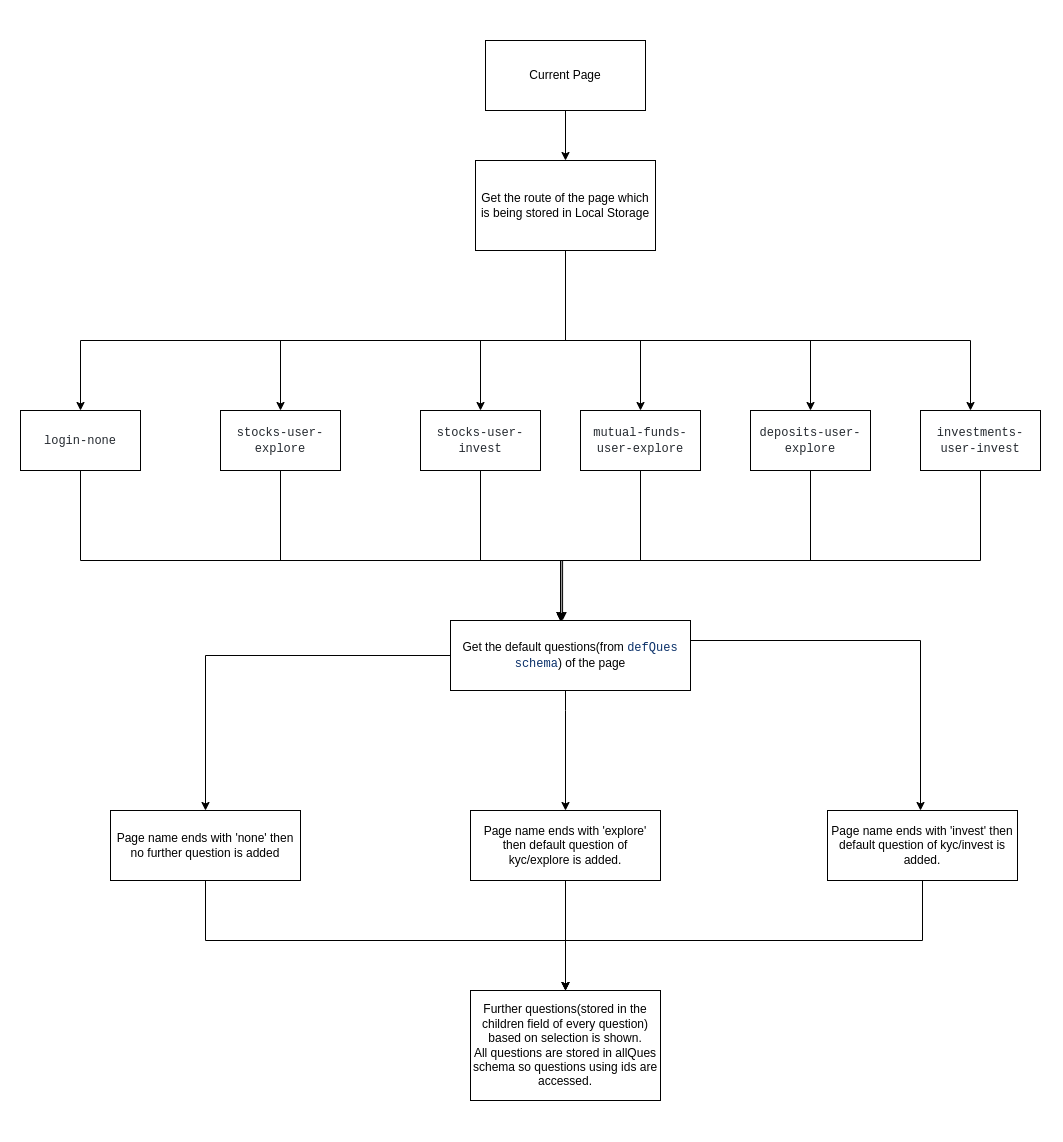 Current Page
Get the route of the page which
is being stored in Local Storage
login-none
stocks-user-
explore
stocks-user-
invest
mutual-funds-
user-explore
deposits-user-
explore
investments-
user-invest
Get the default questions(from defQues
schema) of the page
Page name ends with 'none' then
no further question is added
Page name ends with 'explore'
then default question of
kyc/explore is added.
Page name ends with 'invest' then
default question of kyc/invest is
added.
Further questions(stored in the
children field of every question)
based on selection is shown.
All questions are stored in allQues
schema so questions using ids are
accessed.